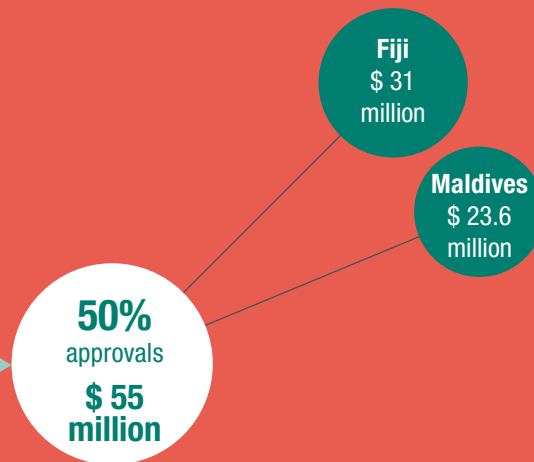 Fiji
$ 31
million
Maldives
$ 23.6
million
50%
approvals
$ 55
million